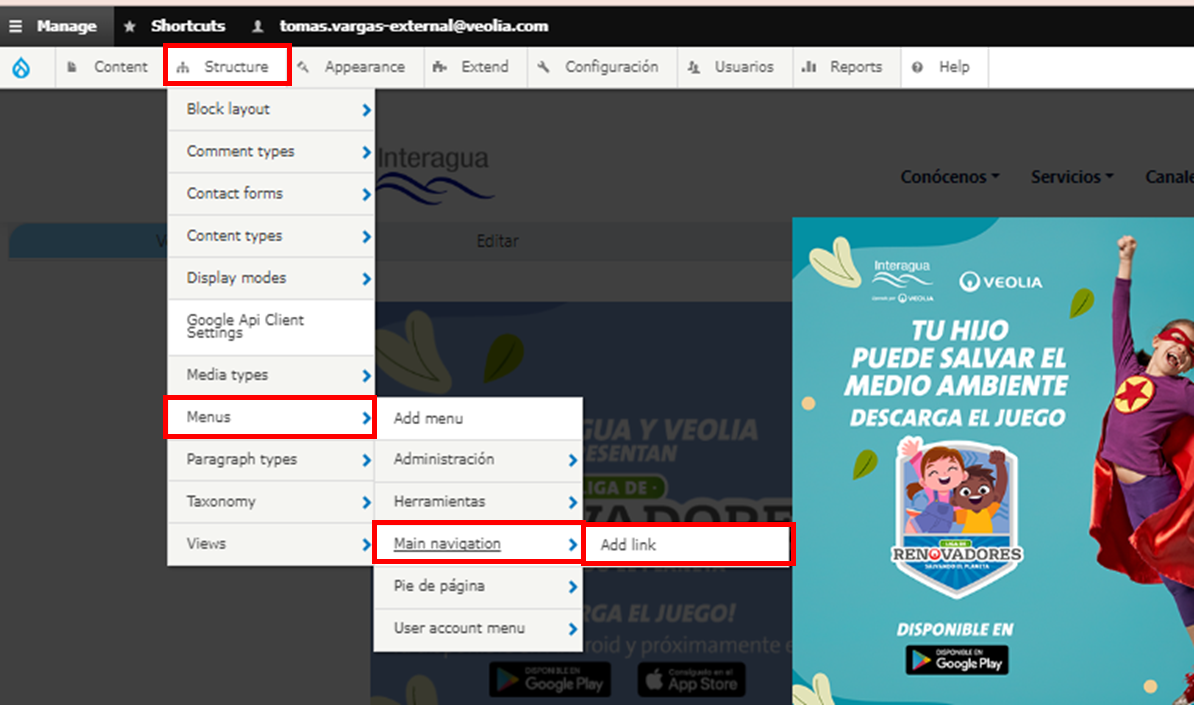 Manage
Shortcuts
tomas.vargas-external@veolia.com
Content
Structure
Appearance
Extend
Configuración
Usuarios
Reports
Help
Block layout
Comment types
Contact forms
Content types
Display modes
Google Api Client
Settings
Media types
Menus
Paragraph types
Taxonomy
Views
Add menu
Administración
Herramientas
Main navigation
Pie de página
User account menu
Add link
Interagua
Conócenos
Servicios
Canale
V
Editar
GUA Y VEOLIA
ESENTAN
IGA DE
OVADORES
GA EL JUEGO!
roid y próximamente e
DISPONIBLE EN
Google Play
Consíguelo en el
App Store
Interagua
Operado por VEOLIA
VEOLIA
TU HIJO
PUEDE SALVAR EL
MEDIO AMBIENTE
DESCARGA EL JUEGO
LIGA DE
RENOVADORES
SALVANDO EL PLANETA
DISPONIBLE EN
DISPONIBLE EN
Google Play